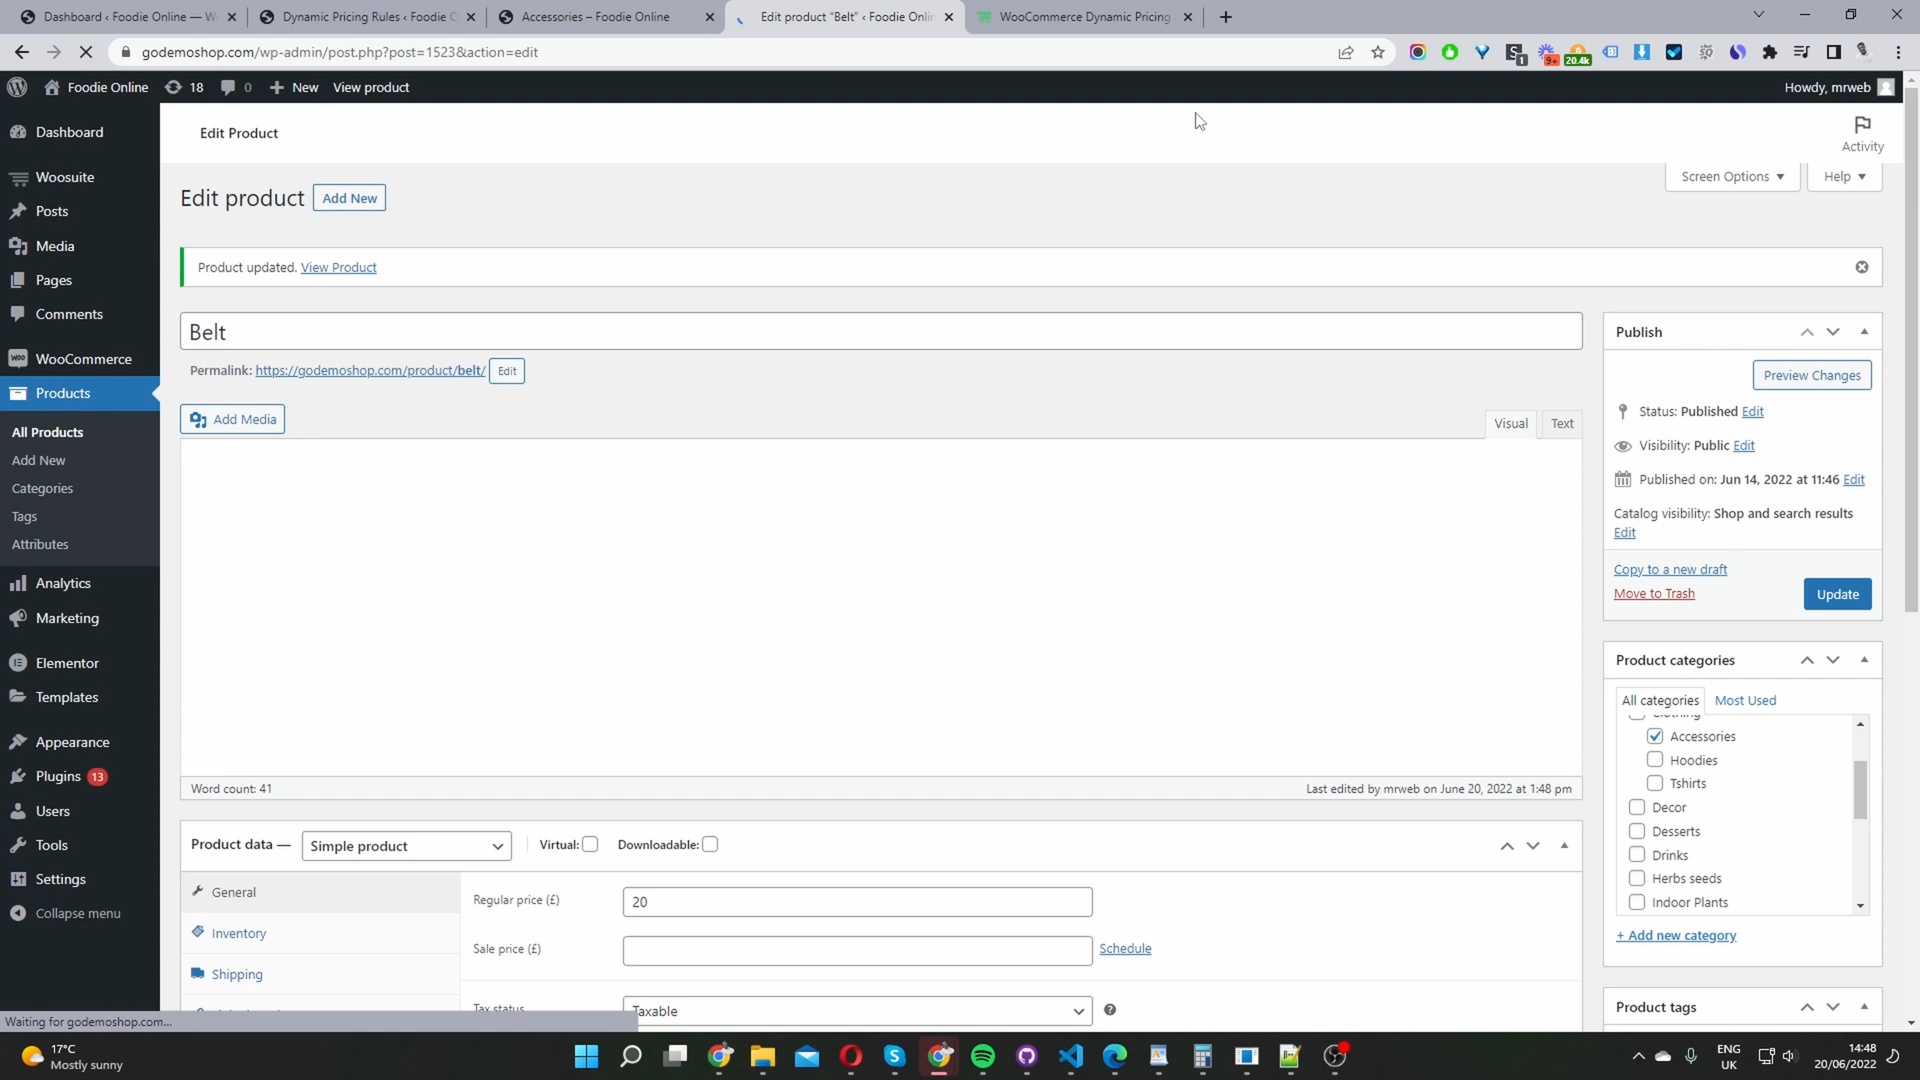 Dashboard ‹ Foodie Online — W
Dynamic Pricing Rules ‹ Foodie
Accessories – Foodie Online
Edit product "Belt" ‹ Foodie Onli
WooCommerce Dynamic Pricing
godemoshop.com/wp-admin/post.php?post=1523&action=edit
1
9+
20.4k
Foodie Online
18
0
New
View product
Howdy, mrweb
Dashboard
Woosuite
Posts
Media
Pages
Comments
WooCommerce
Products
All Products
Add New
Categories
Tags
Attributes
Analytics
Marketing
Elementor
Templates
Appearance
Plugins 13
Users
Tools
Settings
Collapse menu
Edit Product
Activity
Screen Options
Help
Edit product
Add New
Product updated. View Product
Belt
Permalink: https://godemoshop.com/product/belt/ Edit
Add Media
Visual
Text
Word count: 41
Last edited by mrweb on June 20, 2022 at 1:48 pm
Product data —
Simple product
Virtual:
Downloadable:
General
Inventory
Shipping
Regular price (£)
20
Sale price (£)
Schedule
Tax status
Taxable
Publish
Preview Changes
Status: Published Edit
Visibility: Public Edit
Published on: Jun 14, 2022 at 11:46 Edit
Catalog visibility: Shop and search results
Edit
Copy to a new draft
Move to Trash
Update
Product categories
All categories
Most Used
Clothing
Accessories
Hoodies
Tshirts
Decor
Desserts
Drinks
Herbs seeds
Indoor Plants
+ Add new category
Product tags
Waiting for godemoshop.com...
17°C
Mostly sunny
ENG
UK
14:48
20/06/2022